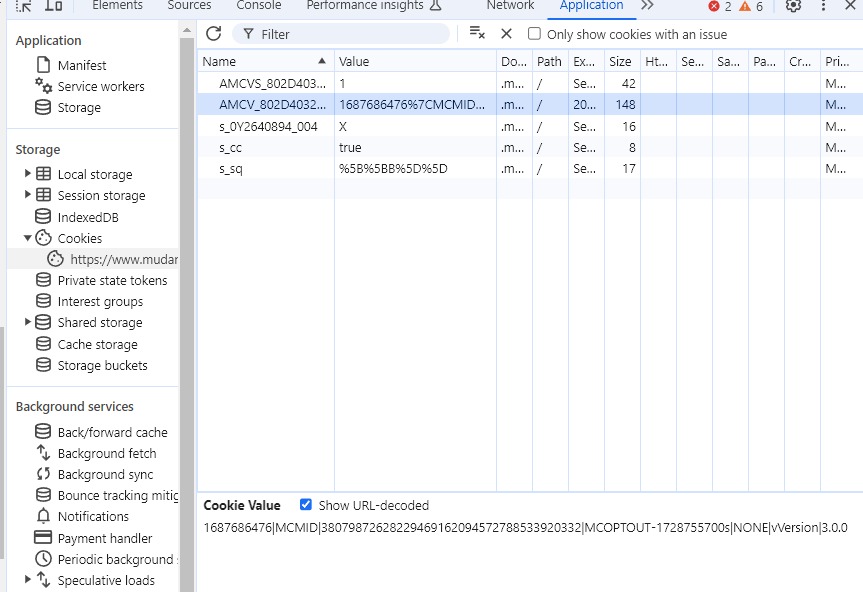 Elements Sources Console Performance insights Network Application 2 6
Filter Only show cookies with an issue
Application
Manifest
Service workers
Storage
Storage
Local storage
Session storage
IndexedDB
Cookies
https://www.mudar
Private state tokens
Interest groups
Shared storage
Cache storage
Storage buckets
Background services
Back/forward cache
Background fetch
Background sync
Bounce tracking mitig
Notifications
Payment handler
Periodic background s
Speculative loads
Name Value Do... Path Ex... Size Ht... Se... Sa... Pa... Cr... Pri...
AMCVS_802D403... 1 .m... / Se... 42 M...
AMCV_802D4032... 1687686476%7CMCMID... .m... / 20... 148 M...
s_0Y2640894_004 X .m... / Se... 16 M...
s_cc true .m... / Se... 8 M...
s_sq %5B%5BB%5D%5D .m... / Se... 17 M...
Cookie Value Show URL-decoded
1687686476|MCMID|38079872628229469162094572788533920332|MCOPTOUT-1728755700s|NONE|vVersion|3.0.0